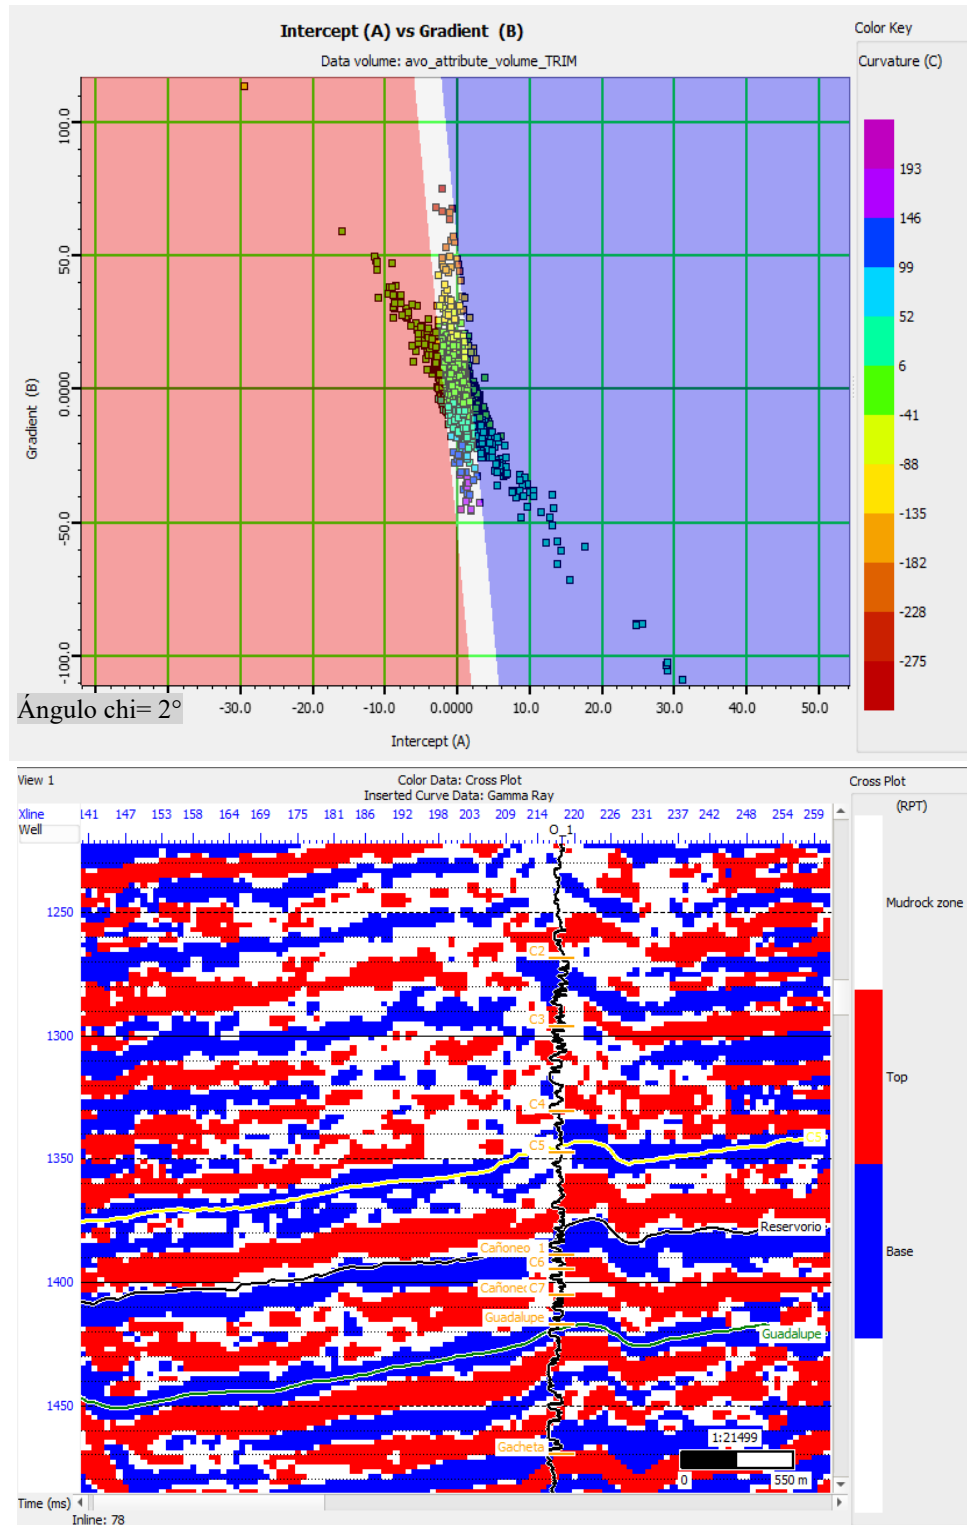 Intercept (A) vs Gradient (B)
Data volume: avo_attribute_volume_TRIM
Color Key
Curvature (C)
193
146
99
52
6
-41
-88
-135
-182
-228
-275
Gradient (B)
100.0
50.0
0.0000
-50.0
-100.0
Ángulo chi= 2°
-30.0 -20.0 -10.0 0.0000 10.0 20.0 30.0 40.0 50.0
Intercept (A)
View 1
Color Data: Cross Plot
Inserted Curve Data: Gamma Ray
Cross Plot
(RPT)
Xline 141 147 153 158 164 169 175 181 186 192 198 203 209 214 220 226 231 237 242 248 254 259
Well
O_1
1250
1300
1350
1400
1450
C2
C3
C4
C5
C5
Reservorio
Cañoneo 1
C6
Cañonec C7
Guadalupe
Guadalupe
Gacheta
1:21499
0 550 m
Mudrock zone
Top
Base
Time (ms)
Inline: 78